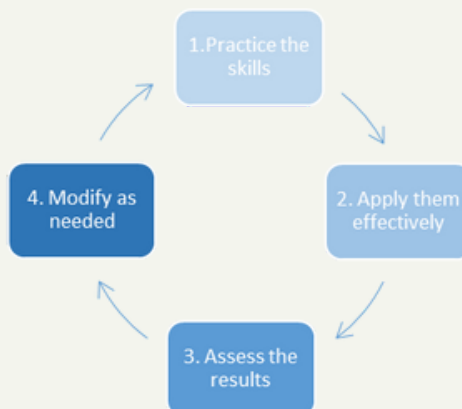 1.Practice the
skills
2. Apply them
effectively
3. Assess the
results
4. Modify as
needed